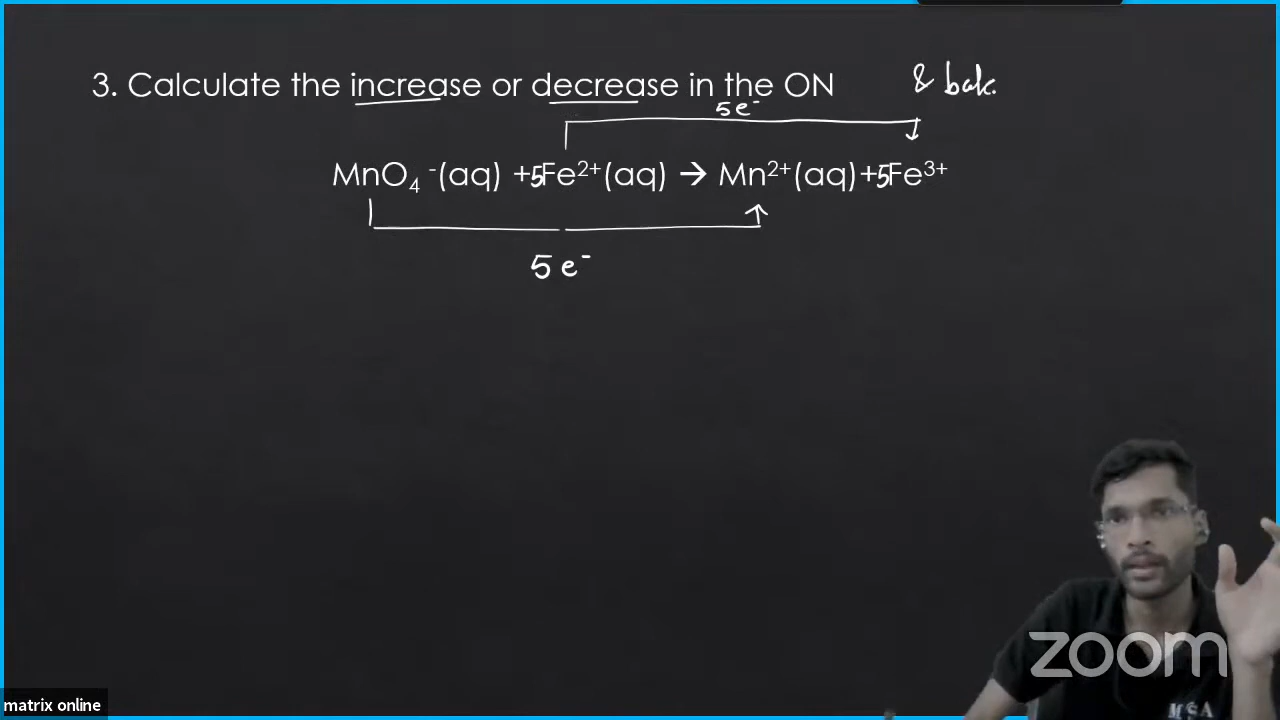 3. Calculate the increase or decrease in the ON & balc.
5e⁻
MnO₄ ⁻(aq) +5Fe²⁺(aq) → Mn²⁺(aq)+5Fe³⁺
5 e⁻
zoom
matrix online